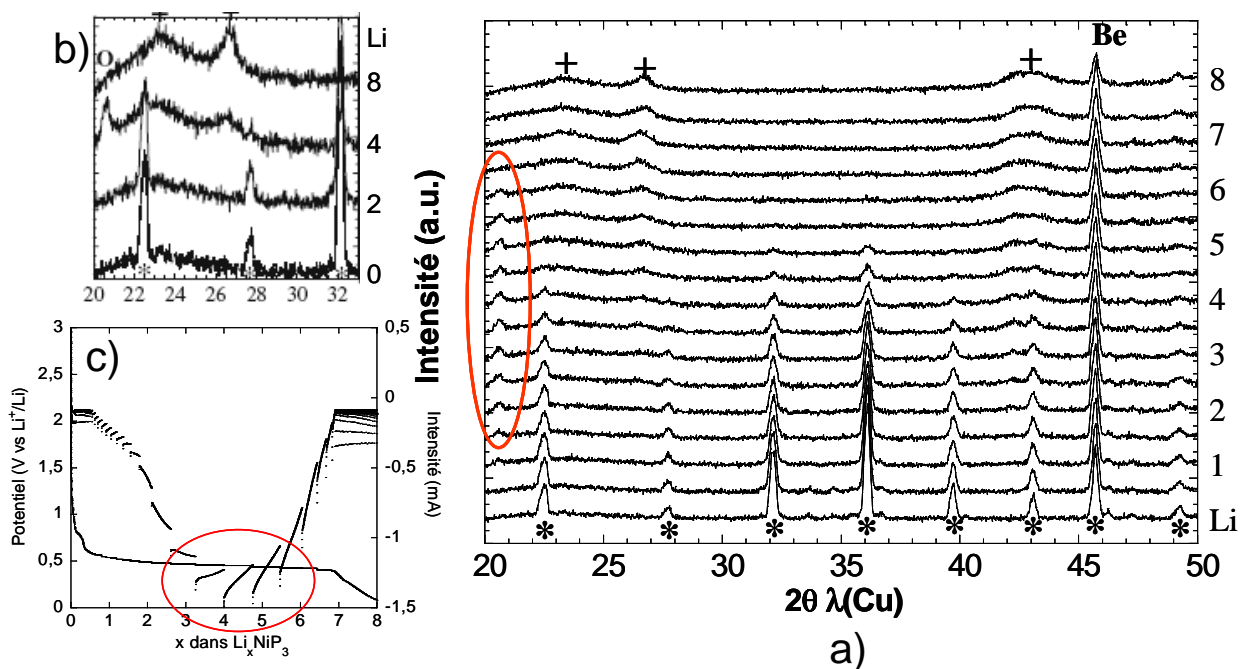 b)
+ +
Li
O
8
4
2
0
* * *
20 22 24 26 28 30 32
Intensité (a.u.)
Be
+ + +
8
7
6
5
4
3
2
1
Li
* * * * * * * *
20 25 30 35 40 45 50
2θ λ(Cu)
a)
c)
Potentiel (V vs Li⁺/Li)
3
2,5
2
1,5
1
0,5
0
0,5
0
-0,5
-1
-1,5
Intensité (mA)
0 1 2 3 4 5 6 7 8
x dans LiₓNiP₃